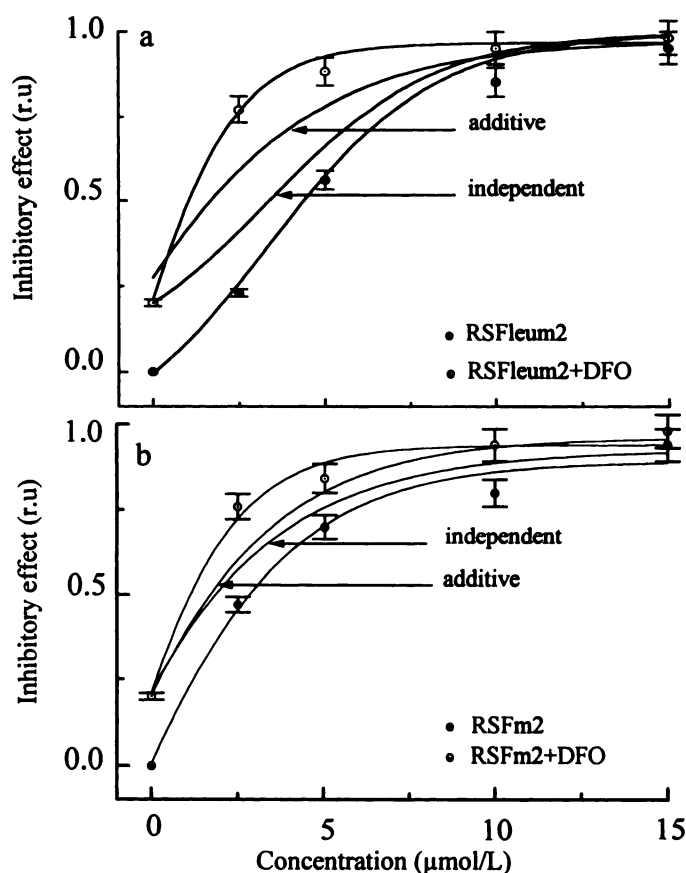 a
1.0
0.5
0.0
Inhibitory effect (r.u)
additive
independent
RSFleum2
RSFleum2+DFO
b
1.0
0.5
0.0
Inhibitory effect (r.u)
independent
additive
RSFm2
RSFm2+DFO
0 5 10 15
Concentration (µmol/L)